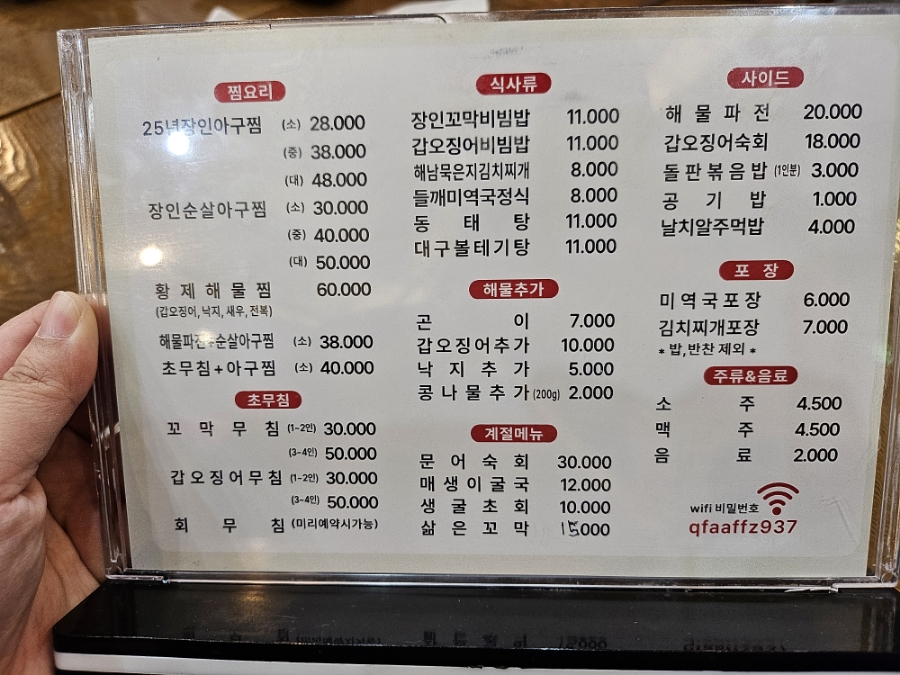 찜요리
25년장인아구찜 (소) 28.000
(중) 38.000
(대) 48.000
장인순살아구찜 (소) 30.000
(중) 40.000
(대) 50.000
황제해물찜 60.000
(갑오징어, 낙지, 새우, 전복)
해물파전+순살아구찜 (소) 38.000
초무침+아구찜 (소) 40.000
초무침
꼬막무침 (1-2인) 30.000
(3-4인) 50.000
갑오징어무침 (1-2인) 30.000
(3-4인) 50.000
회무침 (미리예약시가능)
식사류
장인꼬막비빔밥 11.000
갑오징어비빔밥 11.000
해남묵은지김치찌개 8.000
들깨미역국정식 8.000
동태탕 11.000
대구볼테기탕 11.000
해물추가
곤이 7.000
갑오징어추가 10.000
낙지추가 5.000
콩나물추가 (200g) 2.000
계절메뉴
문어숙회 30.000
매생이굴국 12.000
생굴초회 10.000
삶은꼬막 15.000
사이드
해물파전 20.000
갑오징어숙회 18.000
돌판볶음밥 (1인분) 3.000
공기밥 1.000
날치알주먹밥 4.000
포장
미역국포장 6.000
김치찌개포장 7.000
* 밥, 반찬 제외 *
주류&음료
소주 4.500
맥주 4.500
음료 2.000
wifi 비밀번호
qfaaffz937